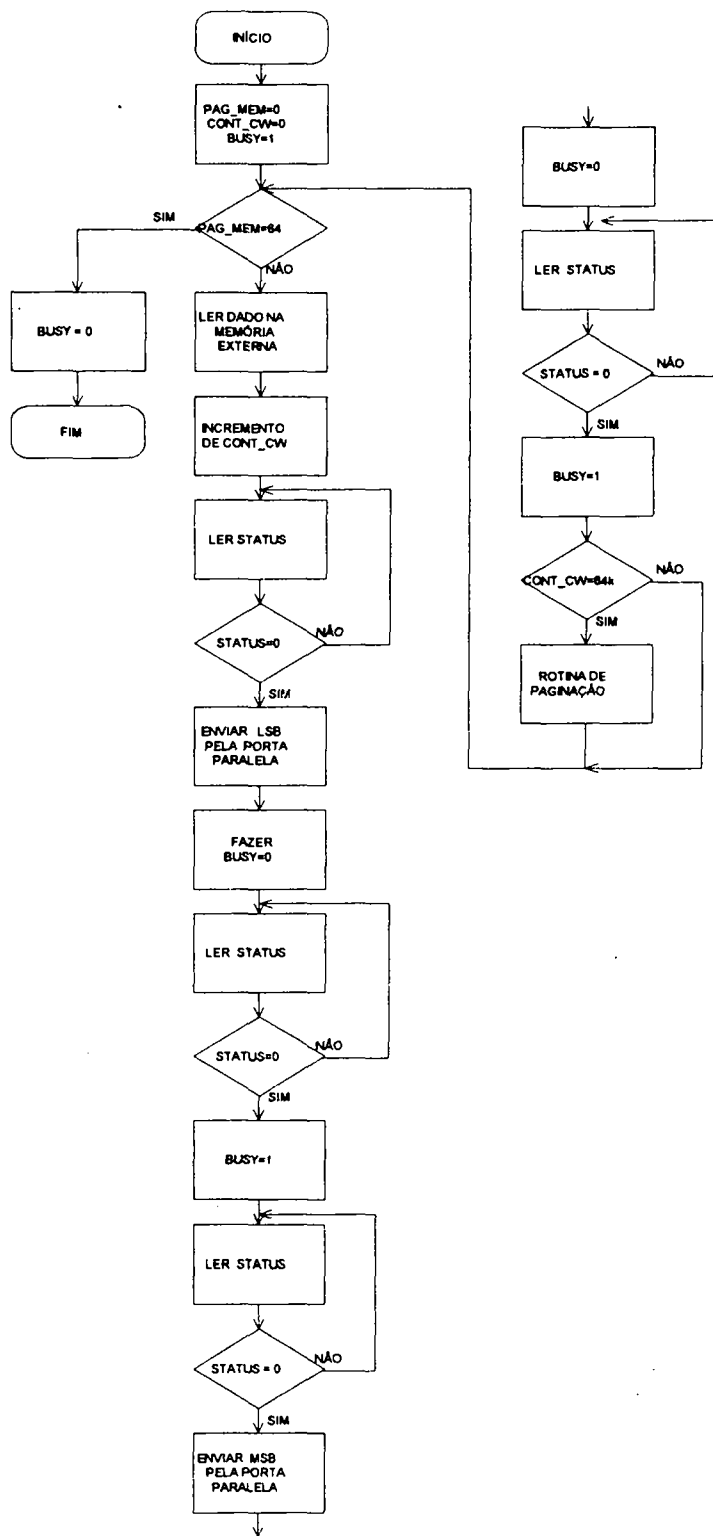 INÍCIO
PAG_MEM=0
CONT_CW=0
BUSY=1
PAG_MEM=64
SIM
NÃO
BUSY = 0
FIM
LER DADO NA
MEMÓRIA
EXTERNA
INCREMENTO
DE CONT_CW
LER STATUS
STATUS=0
NÃO
SIM
ENVIAR LSB
PELA PORTA
PARALELA
FAZER
BUSY=0
LER STATUS
STATUS=0
NÃO
SIM
BUSY=1
LER STATUS
STATUS = 0
NÃO
SIM
ENVIAR MSB
PELA PORTA
PARALELA
BUSY=0
LER STATUS
STATUS = 0
NÃO
SIM
BUSY=1
CONT_CW=64k
NÃO
SIM
ROTINA DE
PAGINAÇÃO